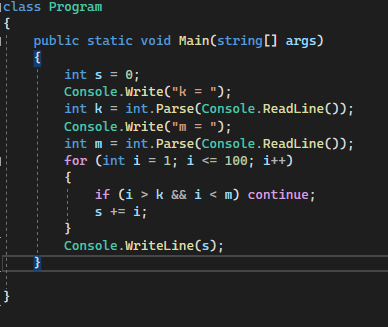 class Program
{
    public static void Main(string[] args)
    {
        int s = 0;
        Console.Write("k = ");
        int k = int.Parse(Console.ReadLine());
        Console.Write("m = ");
        int m = int.Parse(Console.ReadLine());
        for (int i = 1; i <= 100; i++)
        {
            if (i > k && i < m) continue;
            s += i;
        }
        Console.WriteLine(s);
    }
}